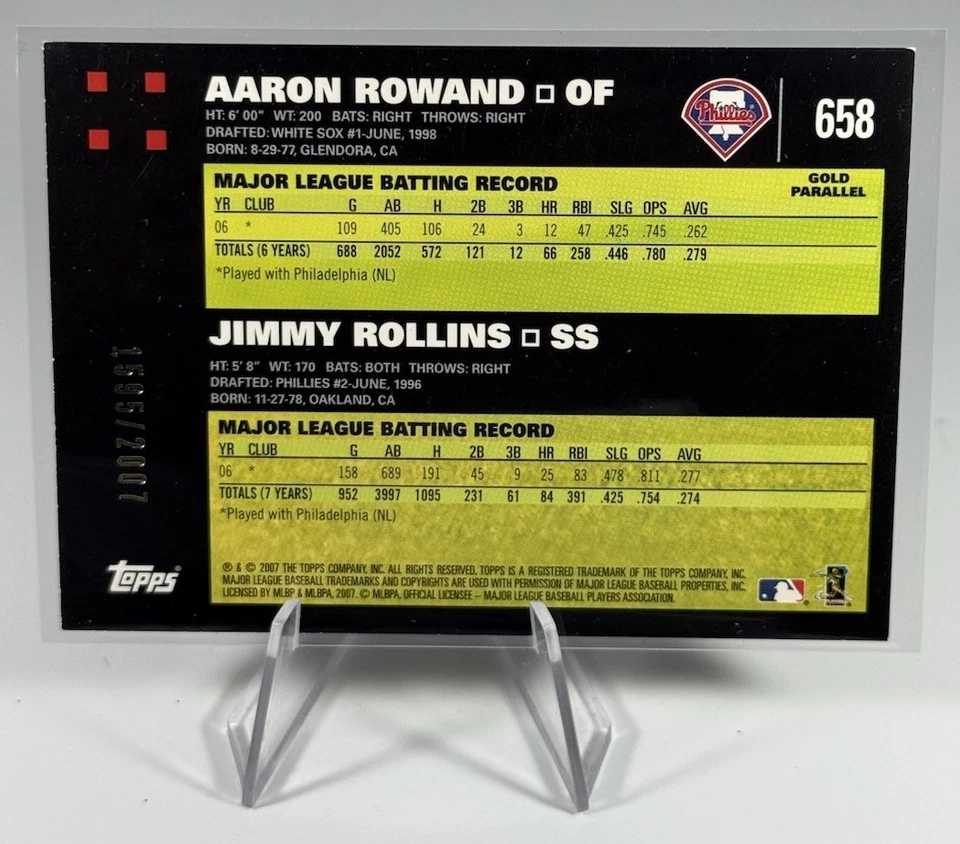 AARON ROWAND □ OF
HT: 6' 00" WT: 200 BATS: RIGHT THROWS: RIGHT
DRAFTED: WHITE SOX #1-JUNE, 1998
BORN: 8-29-77, GLENDORA, CA
Phillies
658
MAJOR LEAGUE BATTING RECORD
GOLD
PARALLEL
YR CLUB G AB H 2B 3B HR RBI SLG OPS AVG
06 * 109 405 106 24 3 12 47 .425 .745 .262
TOTALS (6 YEARS) 688 2052 572 121 12 66 258 .446 .780 .279
*Played with Philadelphia (NL)
JIMMY ROLLINS □ SS
HT: 5' 8" WT: 170 BATS: BOTH THROWS: RIGHT
DRAFTED: PHILLIES #2-JUNE, 1996
BORN: 11-27-78, OAKLAND, CA
MAJOR LEAGUE BATTING RECORD
YR CLUB G AB H 2B 3B HR RBI SLG OPS AVG
06 * 158 689 191 45 9 25 83 .478 .811 .277
TOTALS (7 YEARS) 952 3997 1095 231 61 84 391 .425 .754 .274
*Played with Philadelphia (NL)
® & © 2007 THE TOPPS COMPANY, INC. ALL RIGHTS RESERVED. TOPPS IS A REGISTERED TRADEMARK OF THE TOPPS COMPANY, INC.
MAJOR LEAGUE BASEBALL TRADEMARKS AND COPYRIGHTS ARE USED WITH PERMISSION OF MAJOR LEAGUE BASEBALL PROPERTIES, INC.
LICENSED BY MLBP & MLBPA, 2007. © MLBPA, OFFICIAL LICENSEE – MAJOR LEAGUE BASEBALL PLAYERS ASSOCIATION.
1595/2007
Topps®